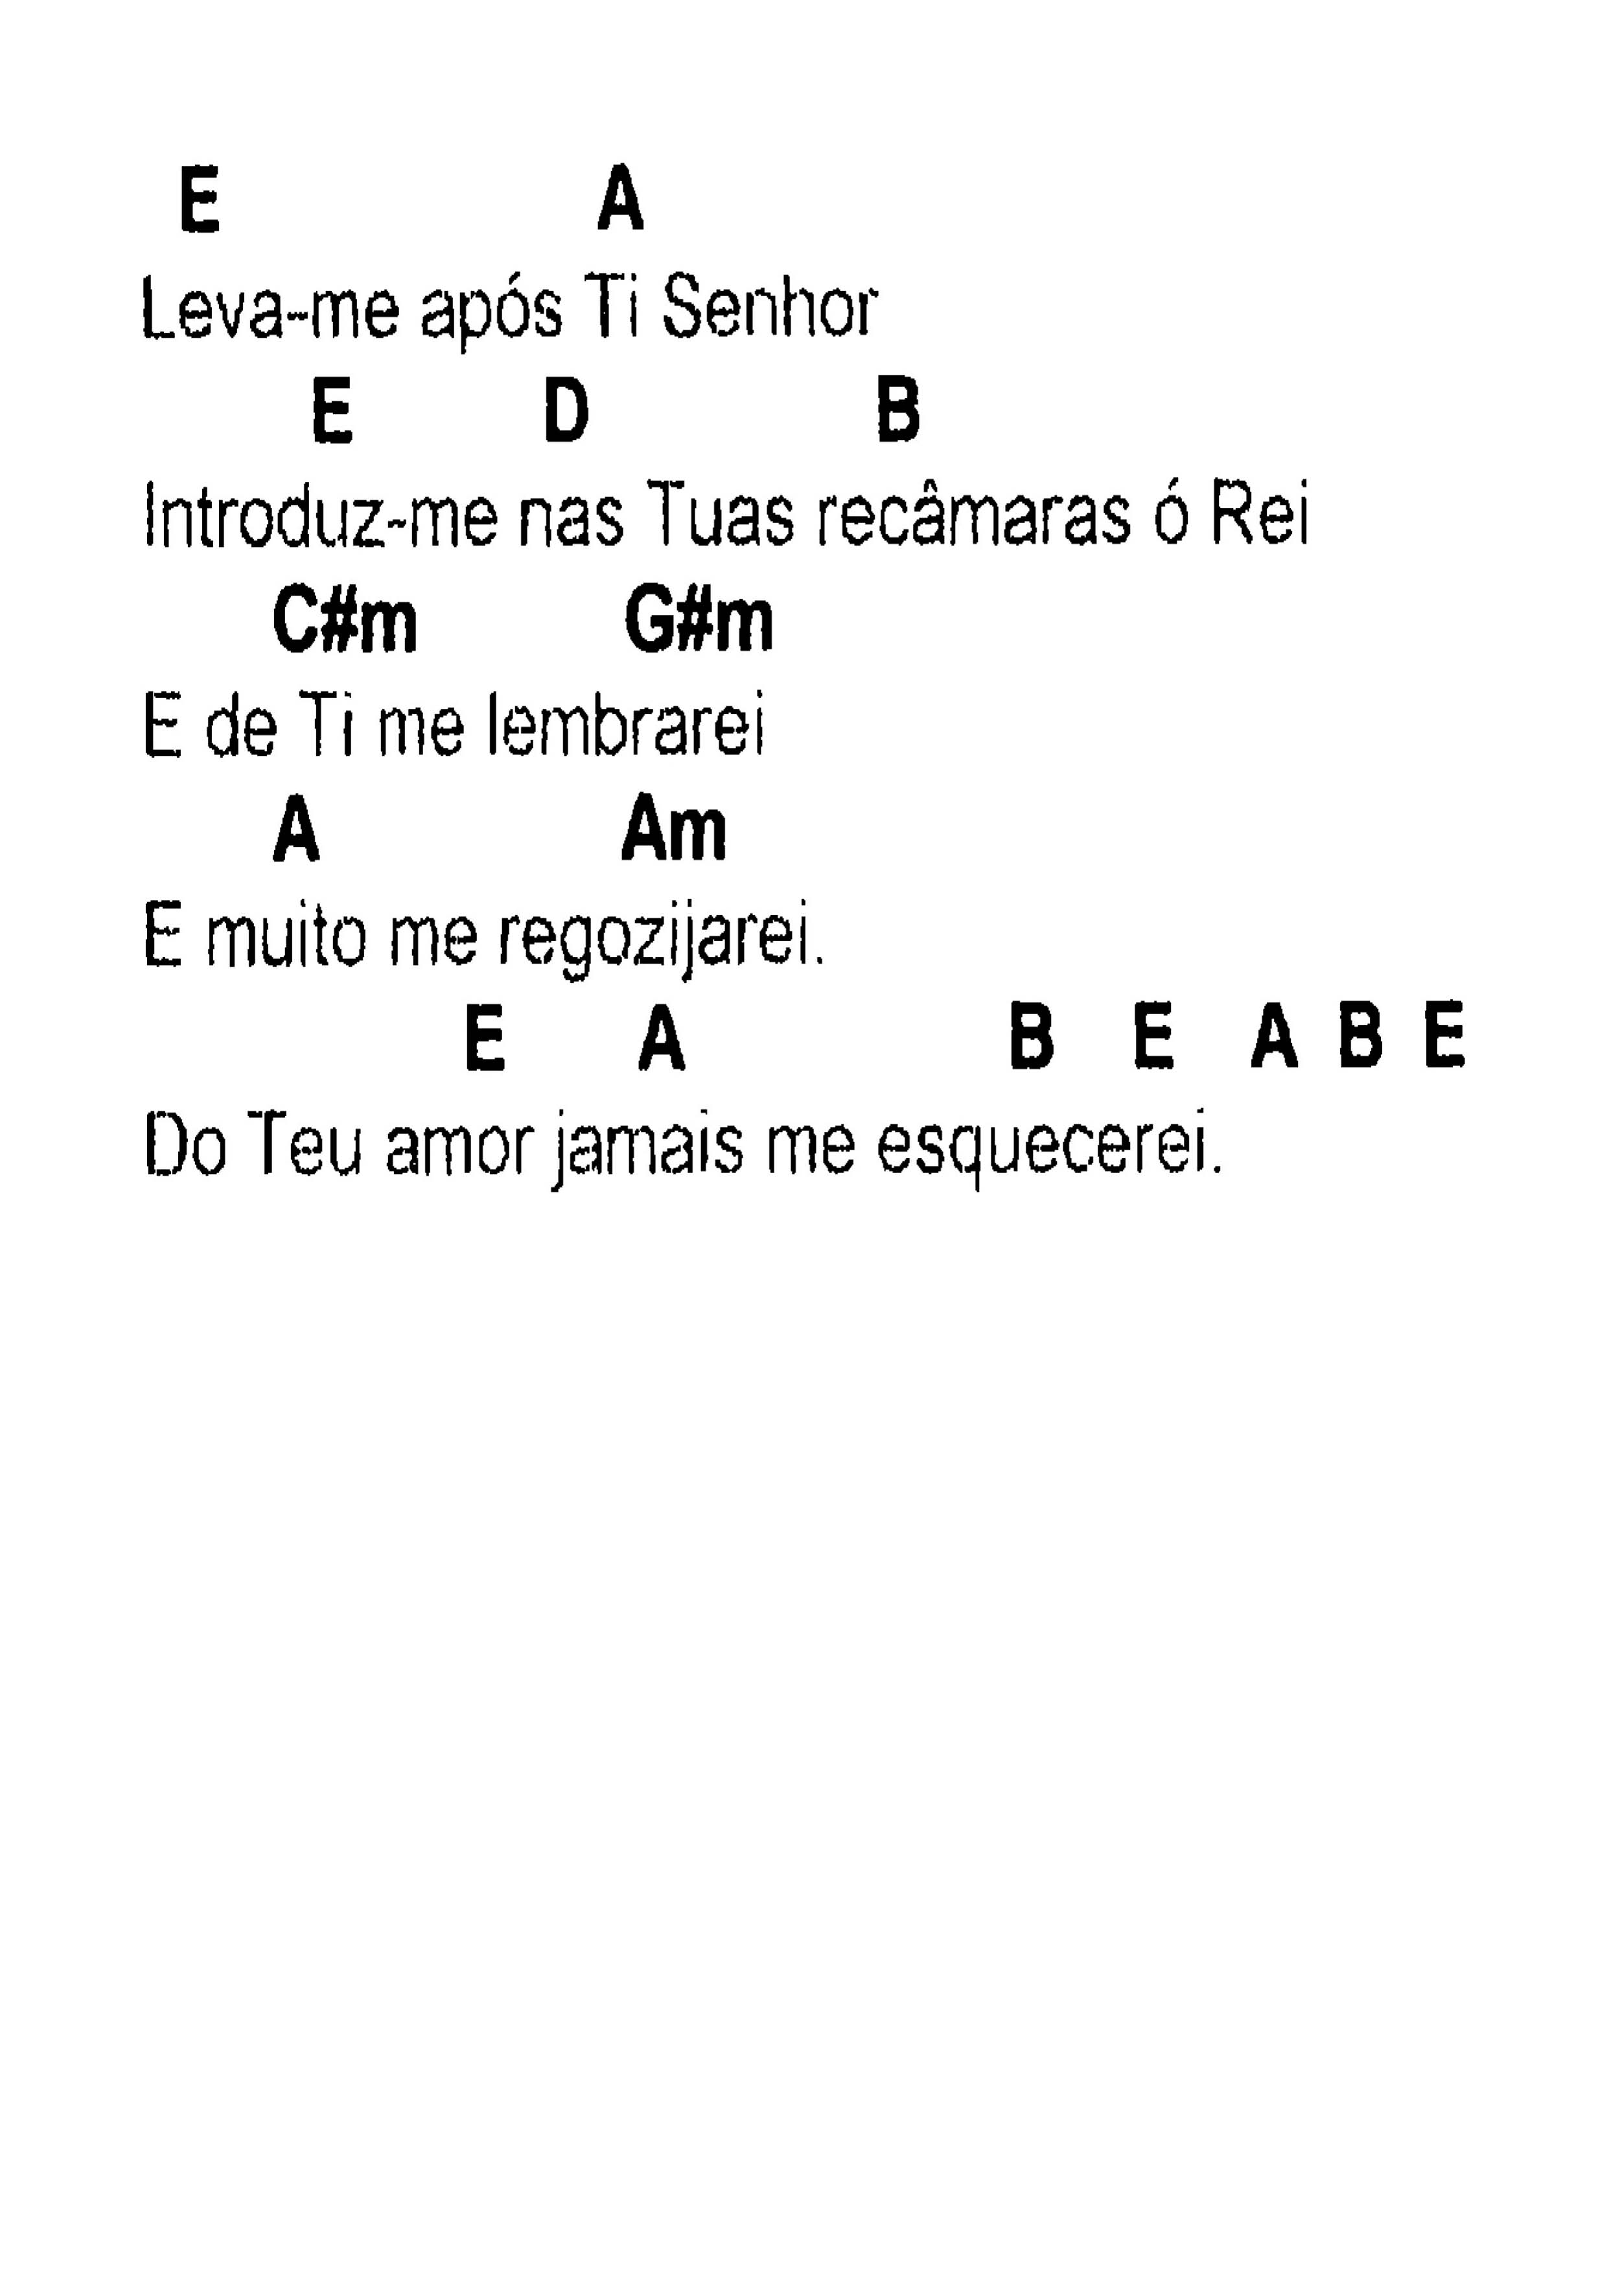 E A
Leva-me após Ti Senhor
E D B
Introduz-me nas Tuas recâmaras ó Rei
C#m G#m
E de Ti me lembrarei
A Am
E muito me regozijarei.
E A B E A B E
Do Teu amor jamais me esquecerei.